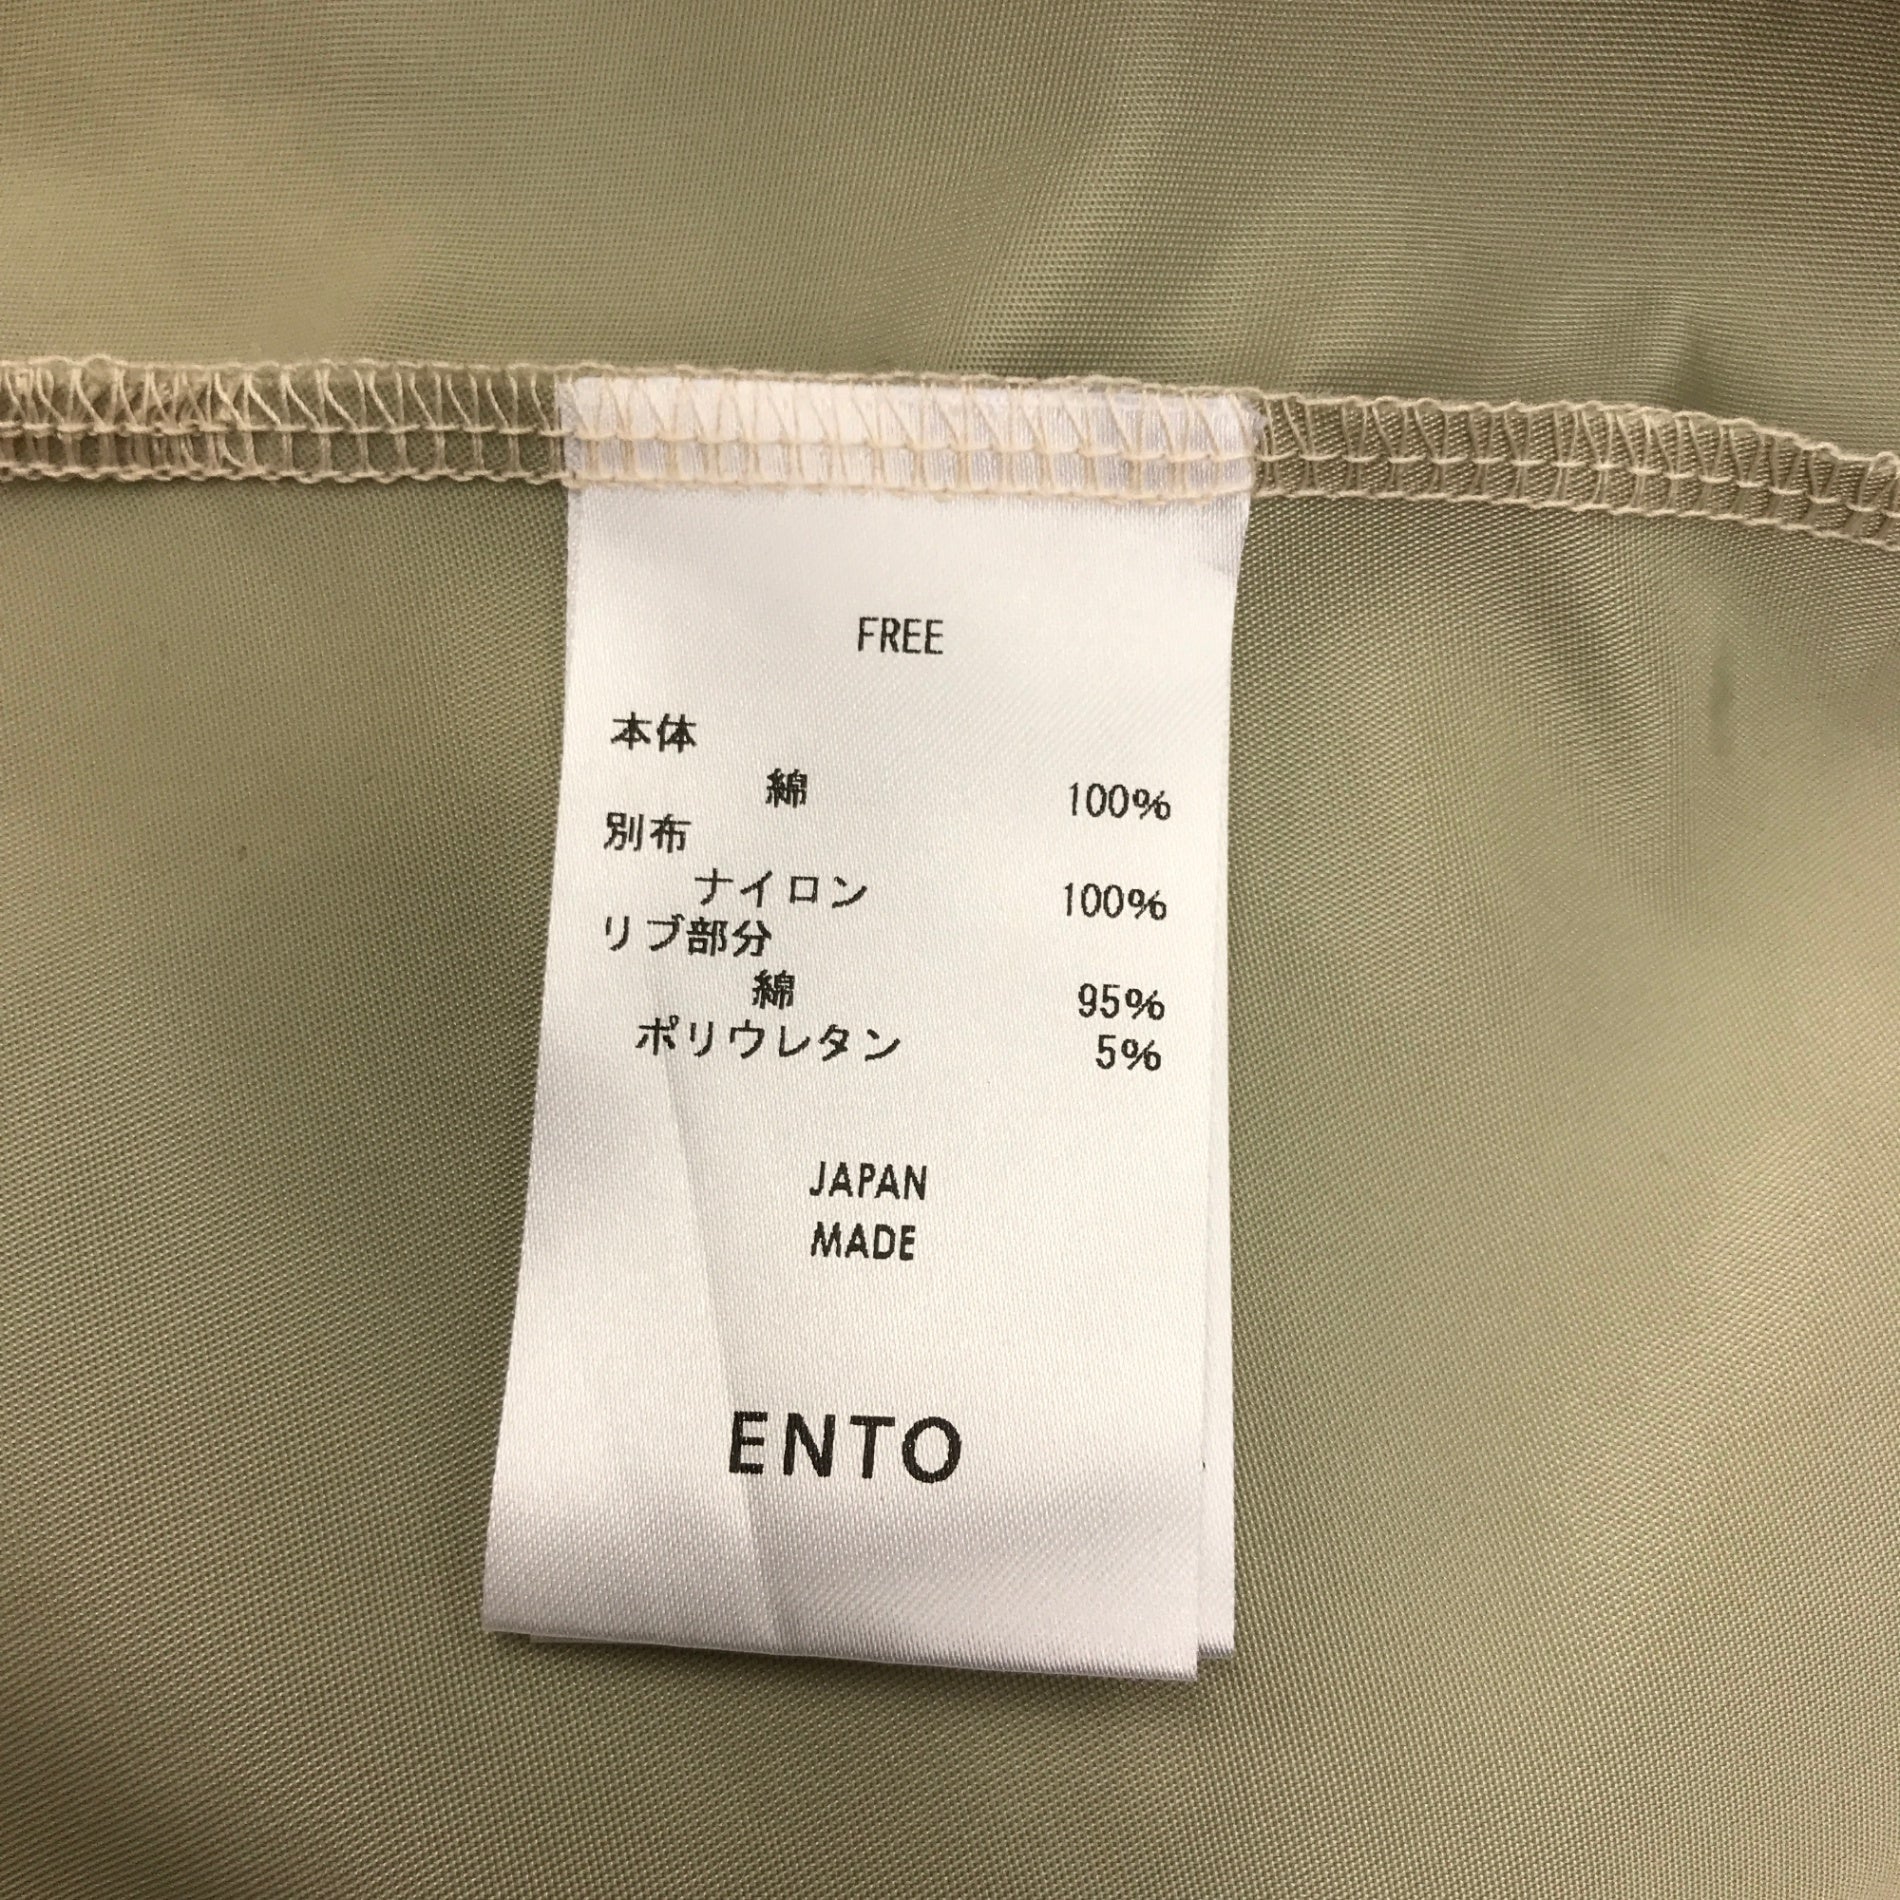 FREE
本体
綿 100%
別布
ナイロン 100%
リブ部分
綿 95%
ポリウレタン 5%
JAPAN
MADE
ENTO